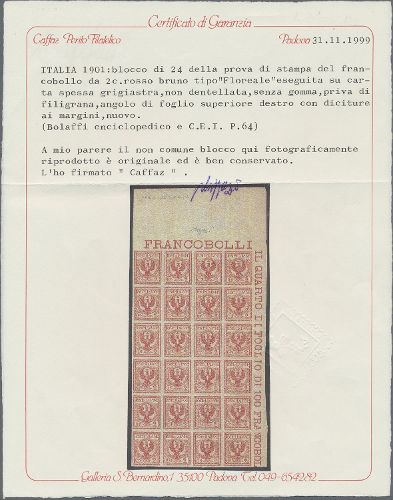 Certificato di Garanzia
Caffaz Perito Filatelico
Padova 31.11.1999
ITALIA 1901:blocco di 24 della prova di stampa del fran-
cobollo da 2c.rosso bruno tipo"Floreale"eseguita su car-
ta spessa grigiastra,non dentellata,senza gomma,priva di
filigrana,angolo di foglio superiore deatro con diciture
ai margini,nuovo.
(Bolaffi enciclopedico e C.E.I. P.64)
A mio parere il non comune blocco qui fotograficamente
riprodotto è originale ed è ben conservato.
L'ho firmato " Caffaz " .
FRANCOBOLLI
IL QUARTO DI FOGLIO DI 100 FRANCOBOL
Galleria S. Bernardino, 1 35100 Padova Tel. 049-654282